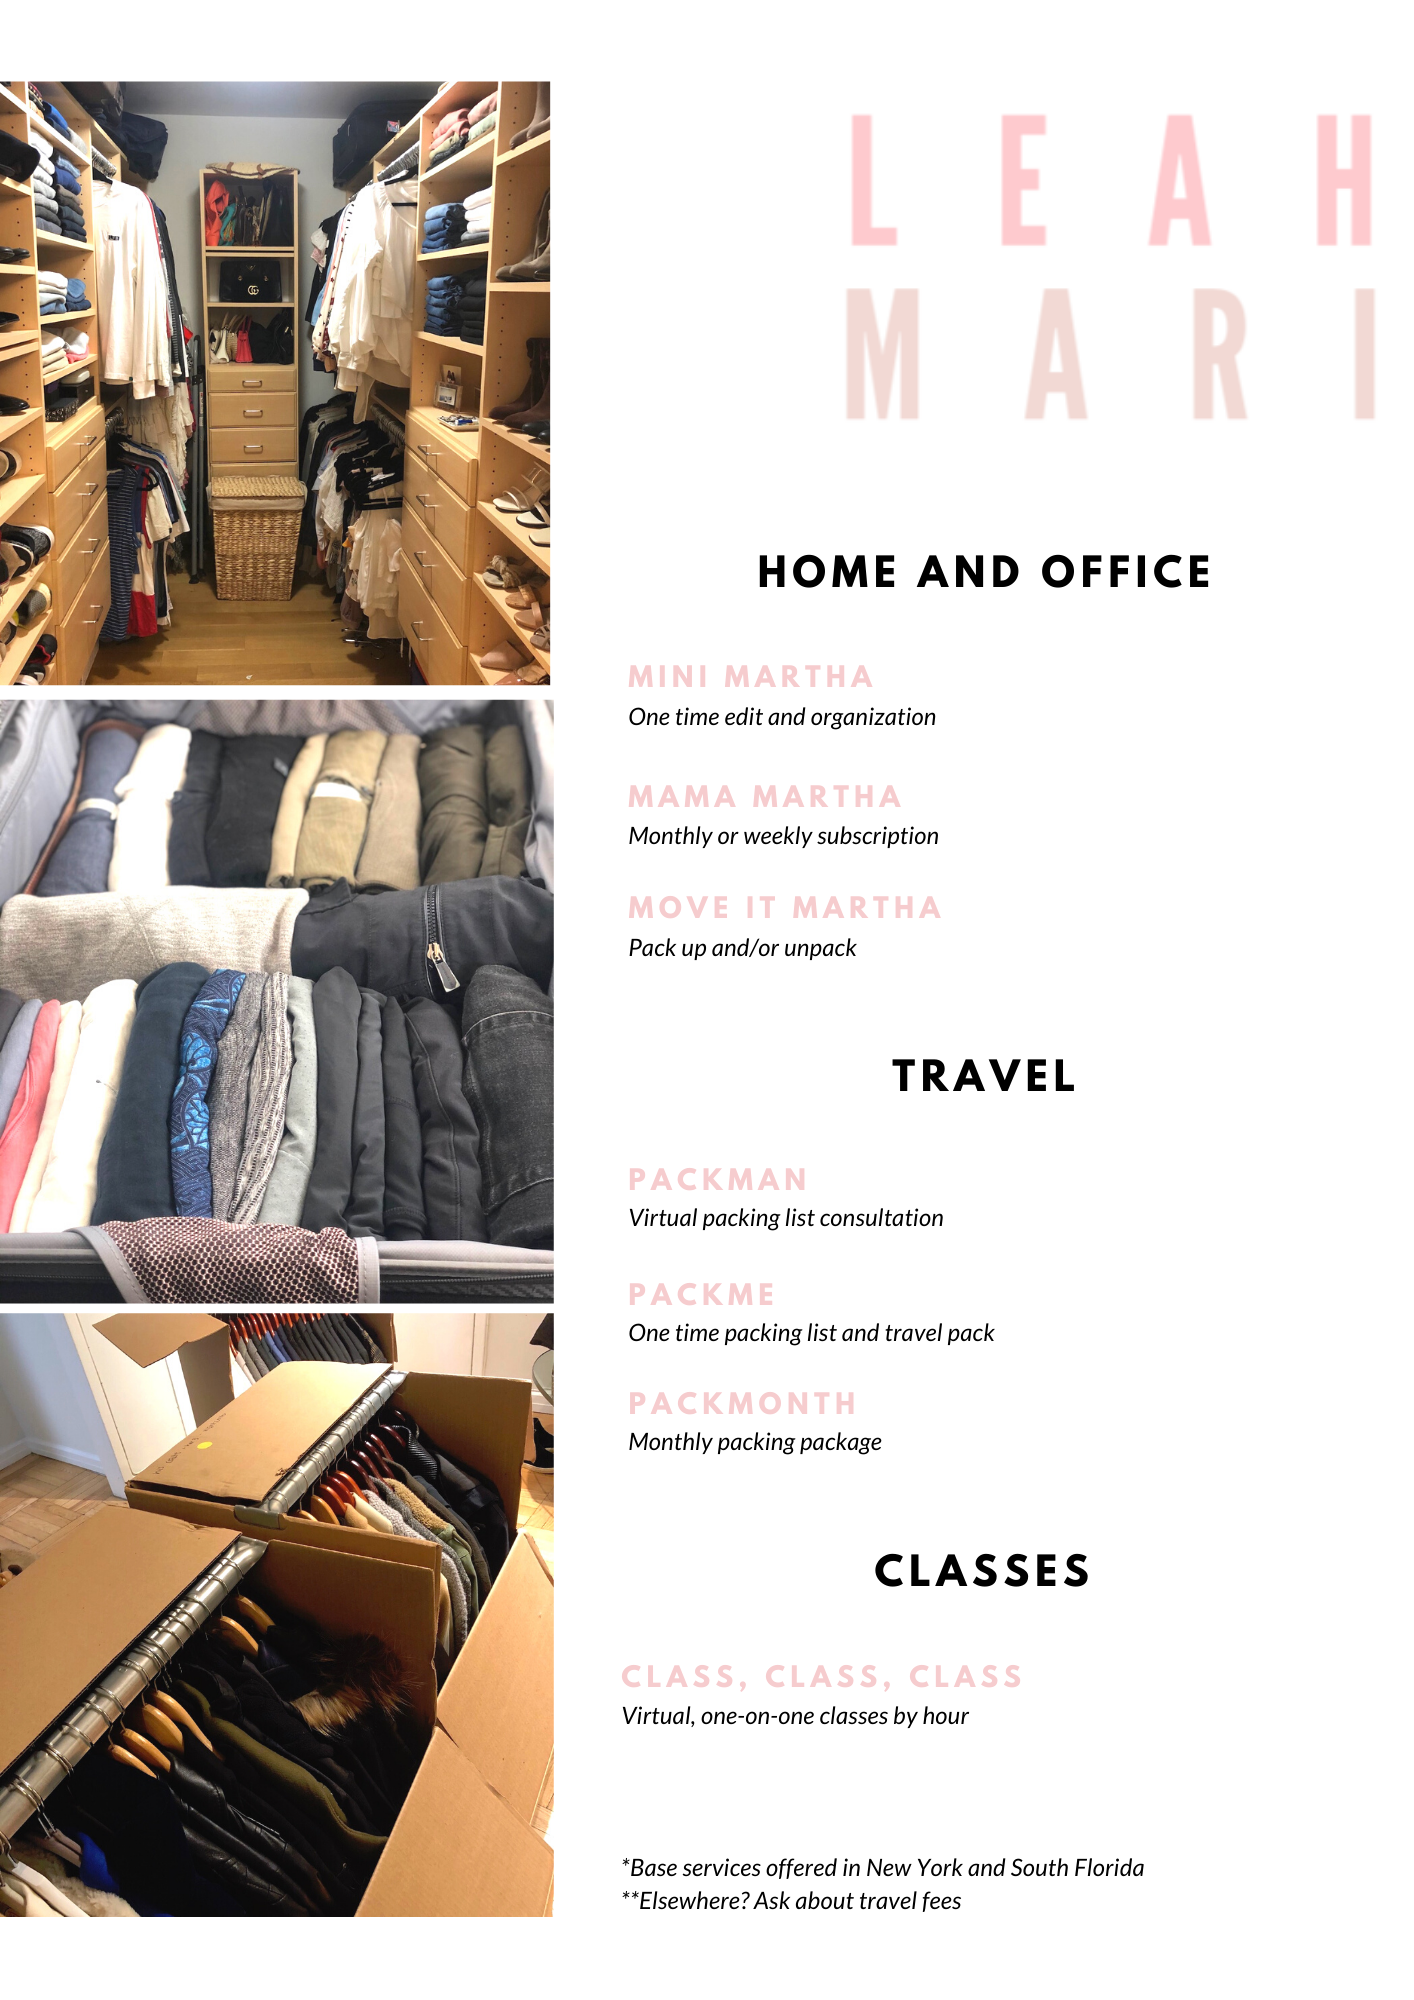 LEAH
MARI
HOME AND OFFICE
MINI MARTHA
One time edit and organization
MAMA MARTHA
Monthly or weekly subscription
MOVE IT MARTHA
Pack up and/or unpack
TRAVEL
PACKMAN
Virtual packing list consultation
PACKME
One time packing list and travel pack
PACKMONTH
Monthly packing package
CLASSES
CLASS, CLASS, CLASS
Virtual, one-on-one classes by hour
*Base services offered in New York and South Florida
**Elsewhere? Ask about travel fees